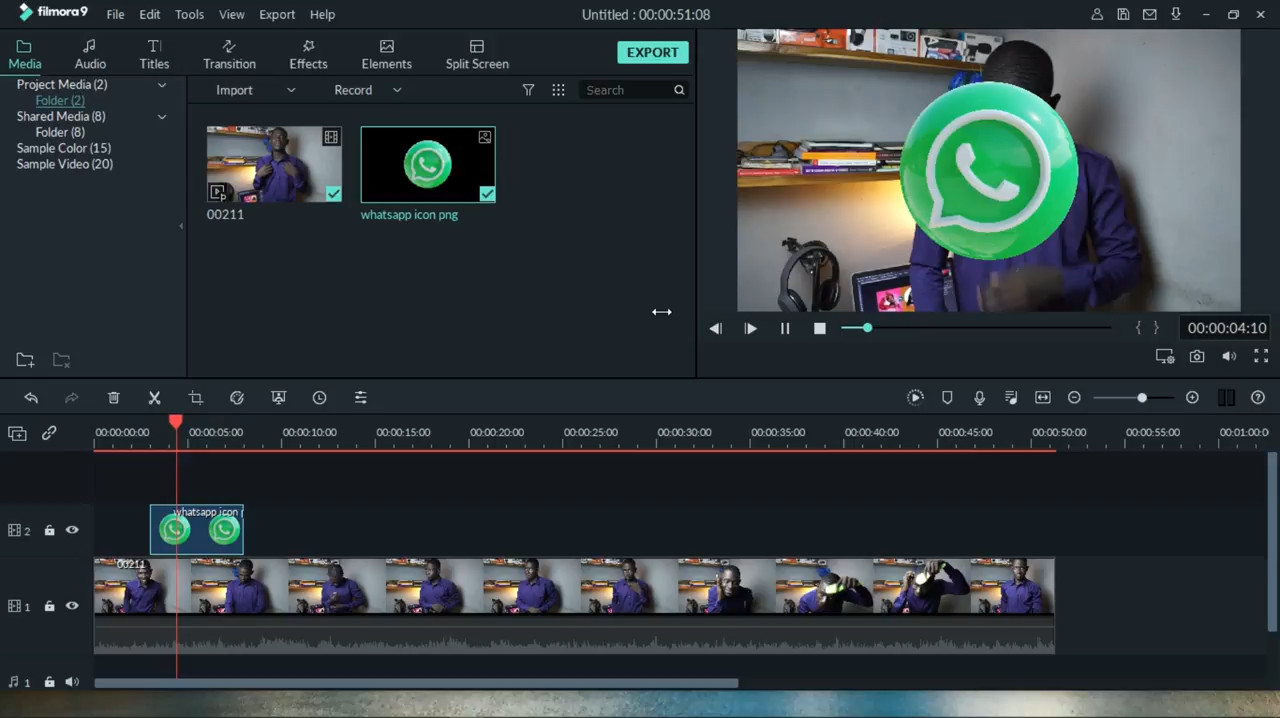 filmora9
File Edit Tools View Export Help
Untitled : 00:00:51:08
Media Audio Titles Transition Effects Elements Split Screen
EXPORT
Project Media (2)
Folder (2)
Shared Media (8)
Folder (8)
Sample Color (15)
Sample Video (20)
Import Record Search
00211 whatsapp icon png
00:00:04:10
00:00:00:00 00:00:05:00 00:00:10:00 00:00:15:00 00:00:20:00 00:00:25:00 00:00:30:00 00:00:35:00 00:00:40:00 00:00:45:00 00:00:50:00 00:00:55:00 00:01:00:0
2
whatsapp icon
00211
1
1